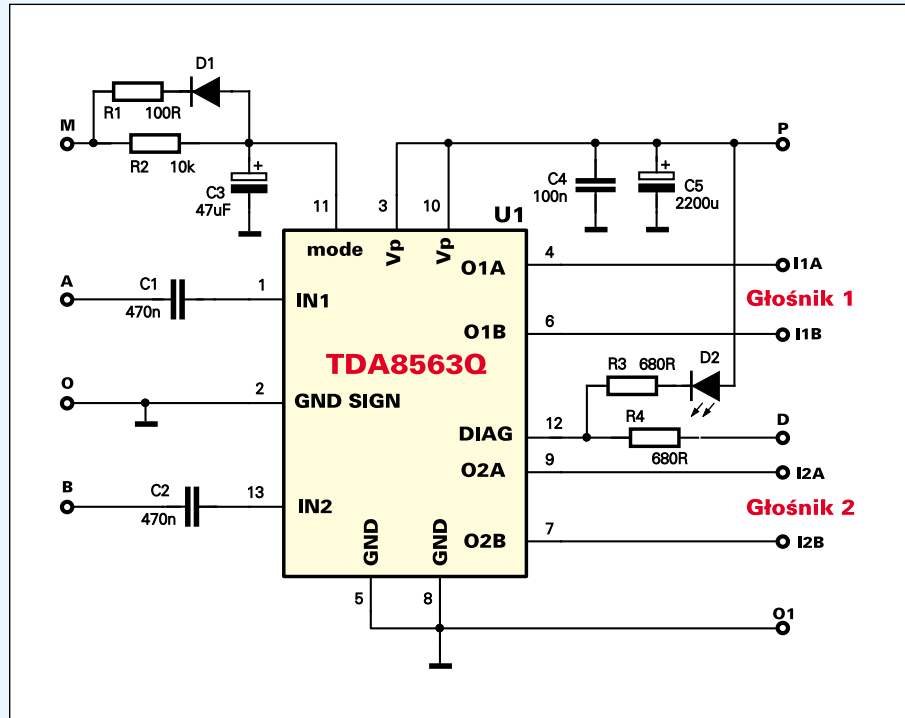 D1
R1 100R
M
R2 10k
+
C3
47uF
11
3
10
C4
100n
+
C5
2200u
P
U1
mode
Vp
Vp
O1A
4
I1A
A
C1
470n
1
IN1
Głośnik 1
O1B
6
I1B
TDA8563Q
R3 680R
D2
O
2
GND SIGN
R4
680R
DIAG
12
D
O2A
9
I2A
B
C2
470n
13
IN2
Głośnik 2
GND
GND
O2B
7
I2B
5
8
O1